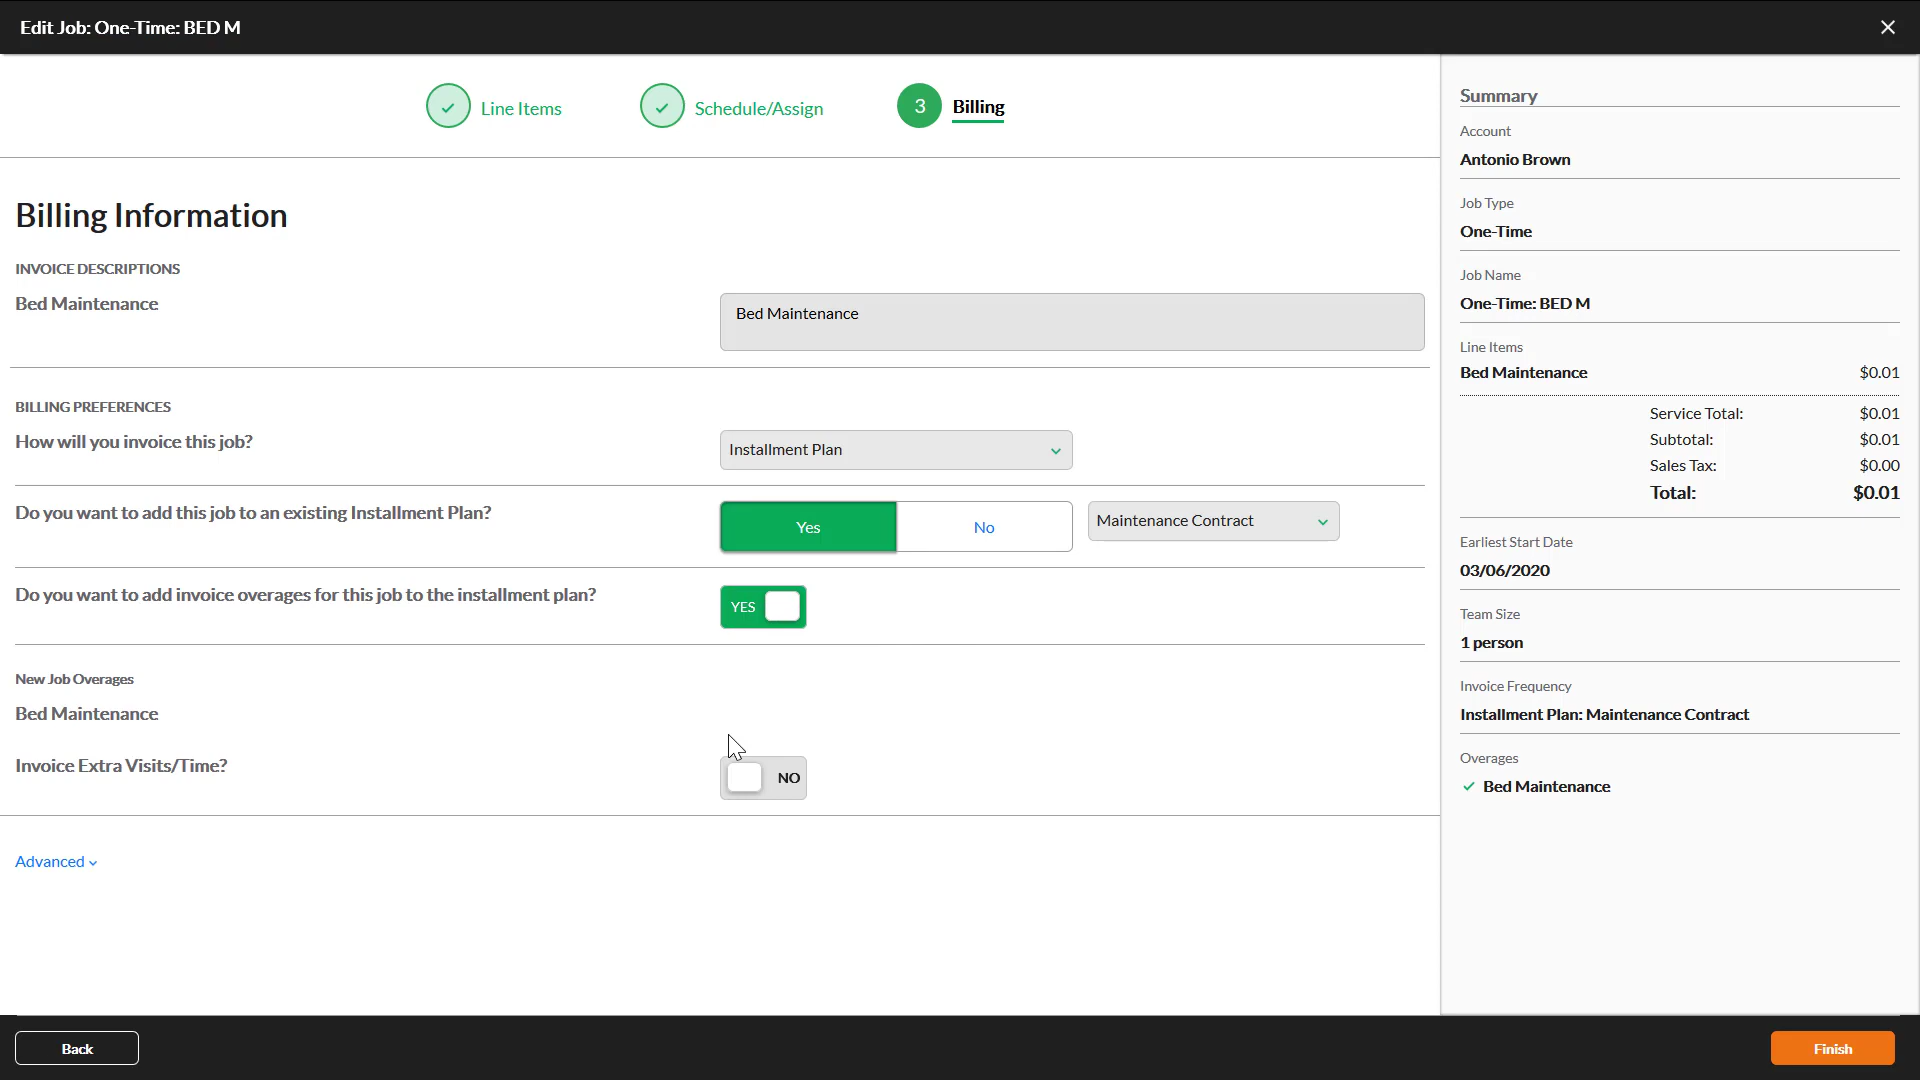 Edit Job: One-Time: BED M
Line Items
Schedule/Assign
3 Billing
Billing Information
INVOICE DESCRIPTIONS
Bed Maintenance
Bed Maintenance
BILLING PREFERENCES
How will you invoice this job?
Installment Plan
Do you want to add this job to an existing Installment Plan?
Yes No
Maintenance Contract
Do you want to add invoice overages for this job to the installment plan?
YES
New Job Overages
Bed Maintenance
Invoice Extra Visits/Time?
NO
Advanced
Summary
Account
Antonio Brown
Job Type
One-Time
Job Name
One-Time: BED M
Line Items
Bed Maintenance $0.01
Service Total: $0.01
Subtotal: $0.01
Sales Tax: $0.00
Total: $0.01
Earliest Start Date
03/06/2020
Team Size
1 person
Invoice Frequency
Installment Plan: Maintenance Contract
Overages
Bed Maintenance
Back
Finish